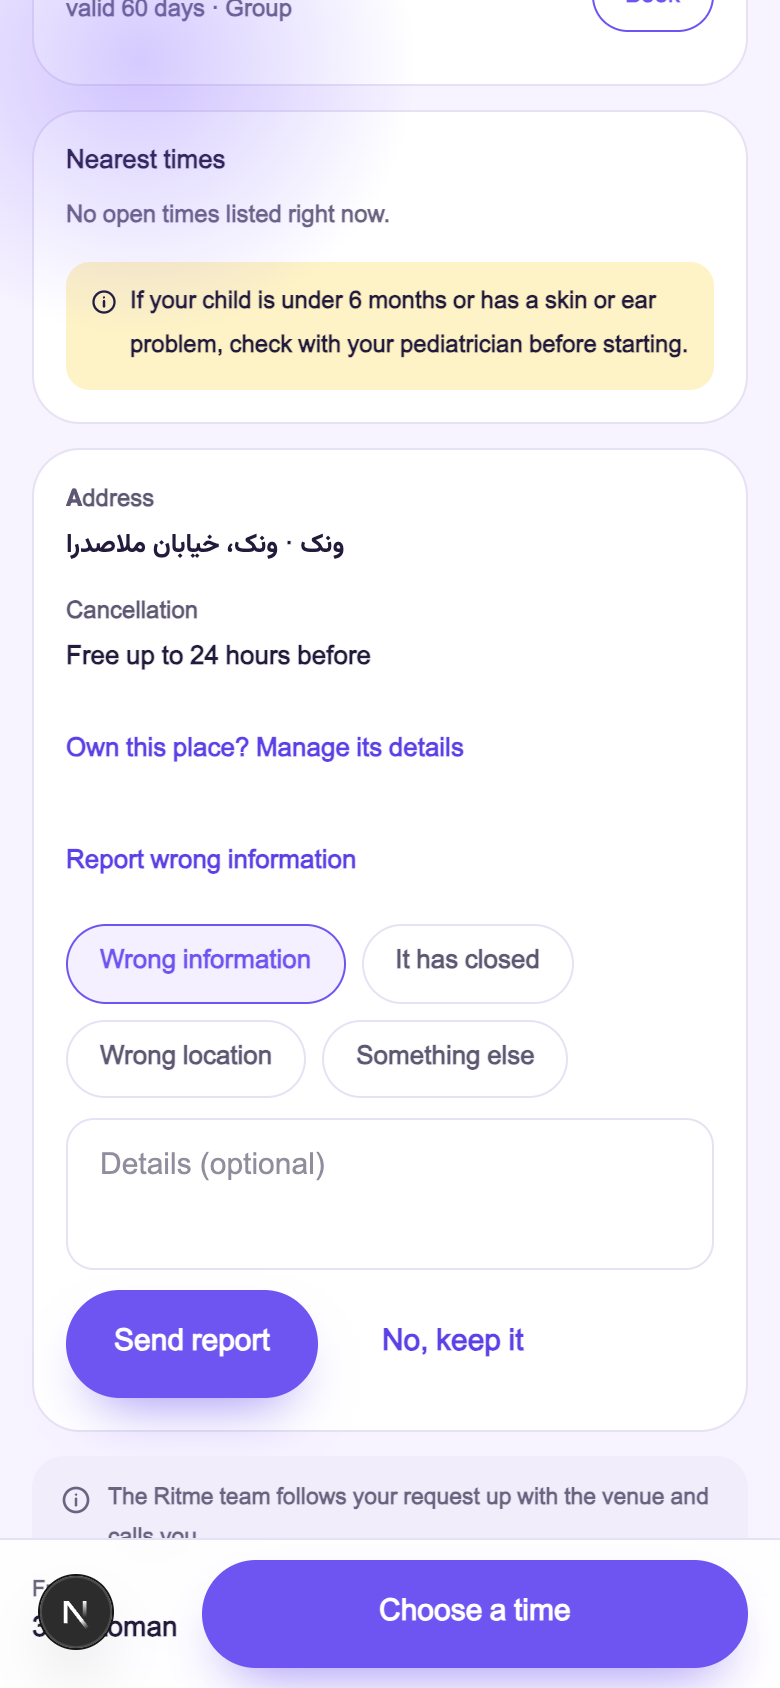 valid 60 days · Group
Book
Nearest times
No open times listed right now.
If your child is under 6 months or has a skin or ear
problem, check with your pediatrician before starting.
Address
ونک · ونک، خیابان ملاصدرا
Cancellation
Free up to 24 hours before
Own this place? Manage its details
Report wrong information
Wrong information
It has closed
Wrong location
Something else
Details (optional)
Send report
No, keep it
The Ritme team follows your request up with the venue and
calls you
N
Choose a time